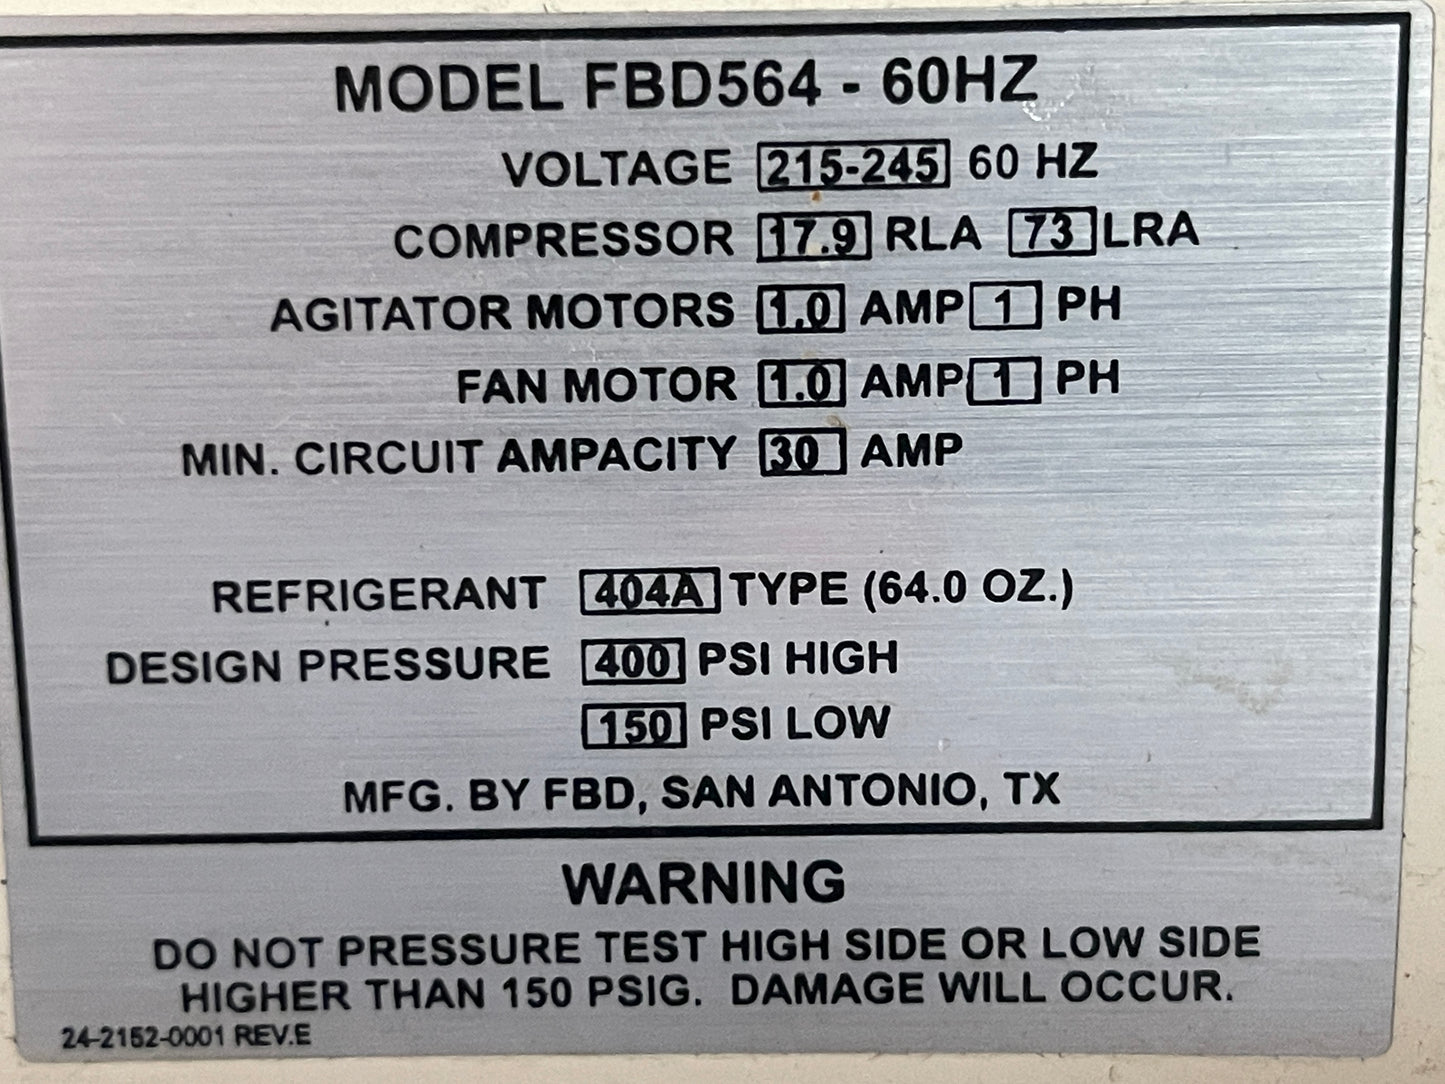 MODEL FBD564 - 60HZ
VOLTAGE 215-245 60 HZ
COMPRESSOR 17.9 RLA 73 LRA
AGITATOR MOTORS 1.0 AMP 1 PH
FAN MOTOR 1.0 AMP 1 PH
MIN. CIRCUIT AMPACITY 30 AMP
REFRIGERANT 404A TYPE (64.0 OZ.)
DESIGN PRESSURE 400 PSI HIGH
150 PSI LOW
MFG. BY FBD, SAN ANTONIO, TX
WARNING
DO NOT PRESSURE TEST HIGH SIDE OR LOW SIDE
HIGHER THAN 150 PSIG. DAMAGE WILL OCCUR.
24-2152-0001 REV.E